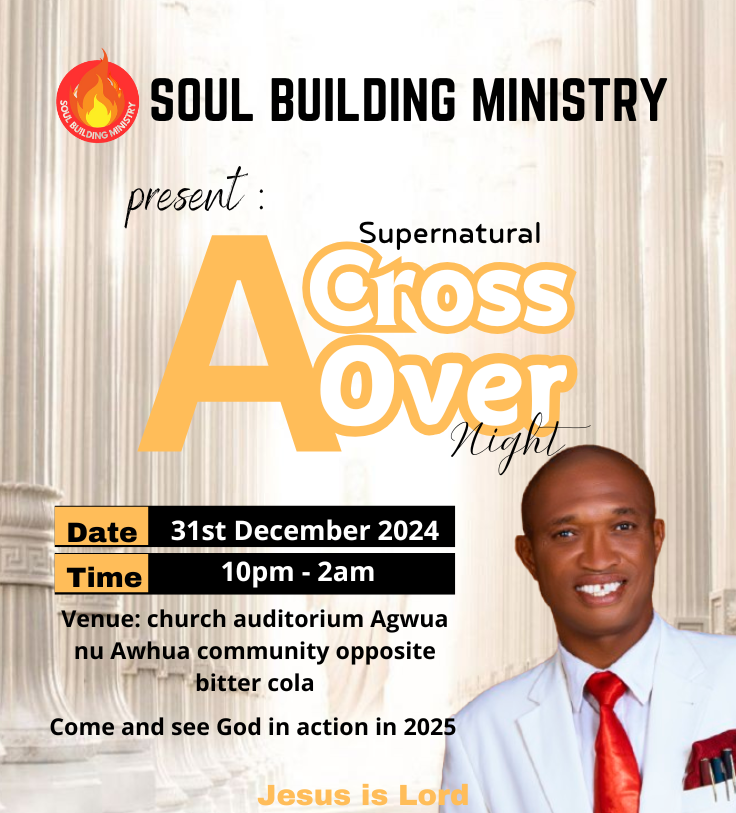 SOUL BUILDING MINISTRY
SOUL BUILDING MINISTRY
present :
Supernatural
A Cross
Over
Night
Date 31st December 2024
Time 10pm - 2am
Venue: church auditorium Agwua
nu Awhua community opposite
bitter cola
Come and see God in action in 2025
Jesus is Lord